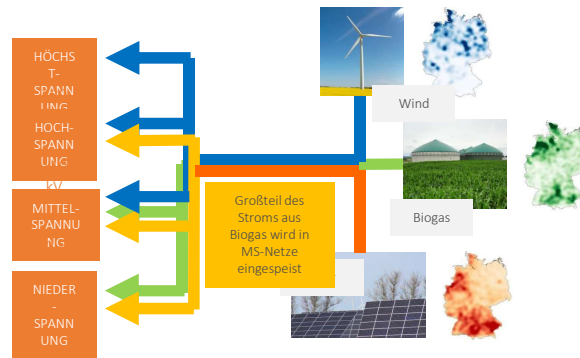 HÖCHS
T-
SPANN
UNG
HOCH-
SPANN
UNG
kV
MITTEL-
SPANNU
NG
NIEDER
-
SPANN
UNG
Wind
Biogas
Großteil des
Stroms aus
Biogas wird in
MS-Netze
eingespeist